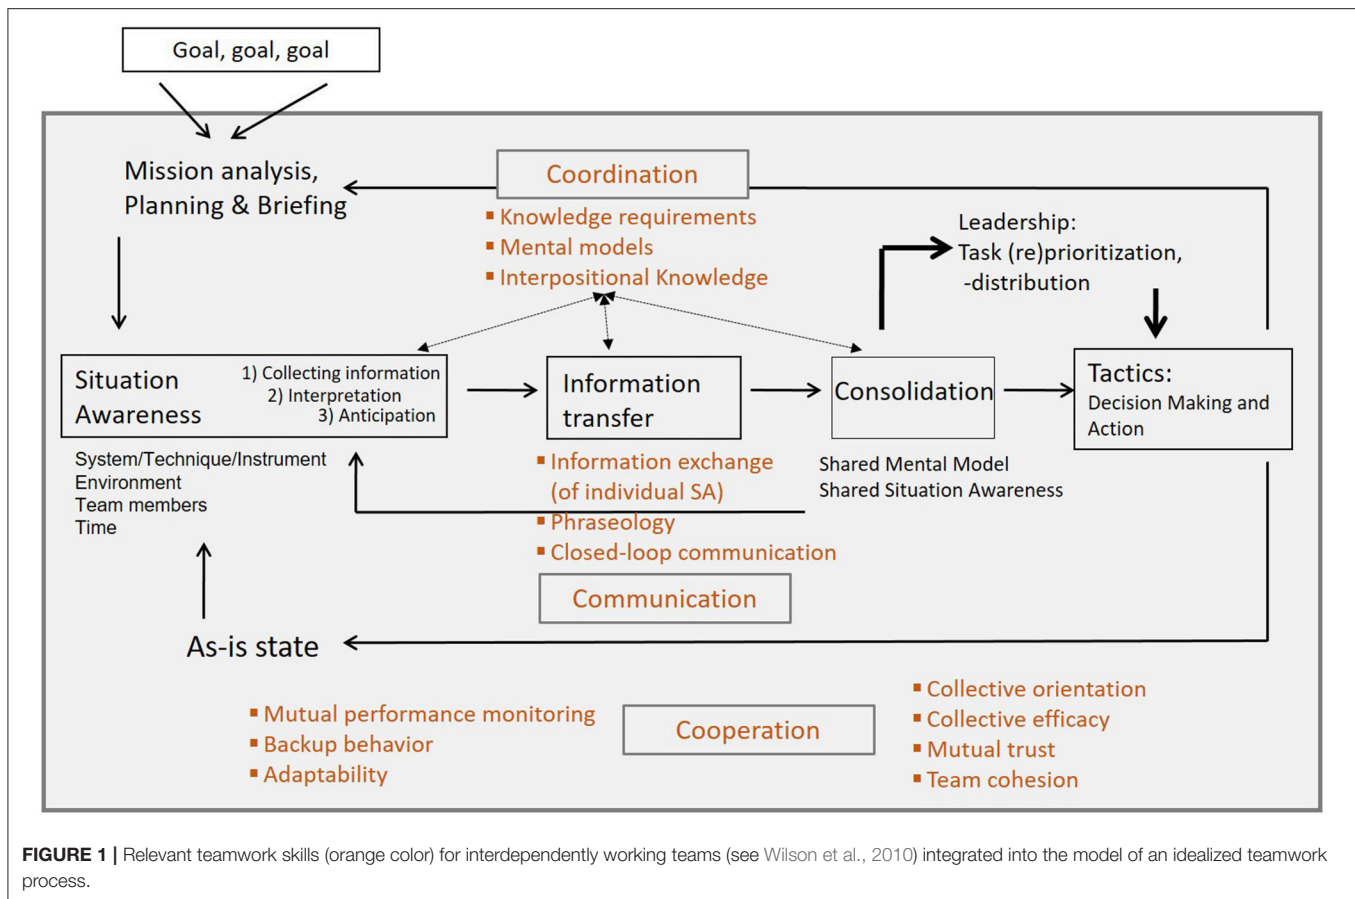 Goal, goal, goal
Mission analysis,
Planning & Briefing
Coordination
▪ Knowledge requirements
▪ Mental models
▪ Interpositional Knowledge
Leadership:
Task (re)prioritization,
-distribution
Situation
Awareness
1) Collecting information
2) Interpretation
3) Anticipation
Information
transfer
Consolidation
Tactics:
Decision Making and
Action
System/Technique/Instrument
Environment
Team members
Time
▪ Information exchange
(of individual SA)
▪ Phraseology
▪ Closed-loop communication
Shared Mental Model
Shared Situation Awareness
Communication
As-is state
▪ Mutual performance monitoring
▪ Backup behavior
▪ Adaptability
Cooperation
▪ Collective orientation
▪ Collective efficacy
▪ Mutual trust
▪ Team cohesion
FIGURE 1 | Relevant teamwork skills (orange color) for interdependently working teams (see Wilson et al., 2010) integrated into the model of an idealized teamwork
process.